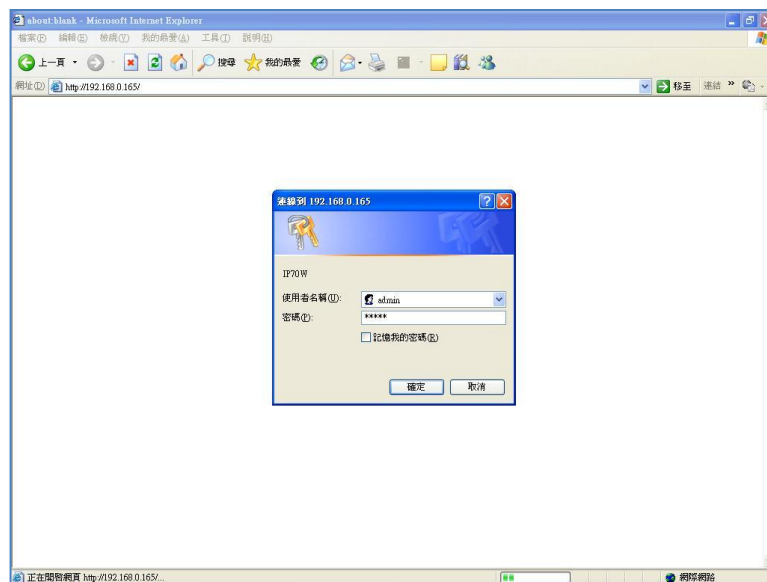 about:blank - Microsoft Internet Explorer
檔案(F) 編輯(E) 檢視(V) 我的最愛(A) 工具(T) 說明(H)
上一頁 搜尋 我的最愛
網址(D) http://192.168.0.165/ 移至 連結 »
連線到 192.168.0.165
IP70W
使用者名稱(U): admin
密碼(P): *****
記憶我的密碼(R)
確定 取消
正在開啟網頁 http://192.168.0.165/... 網際網路